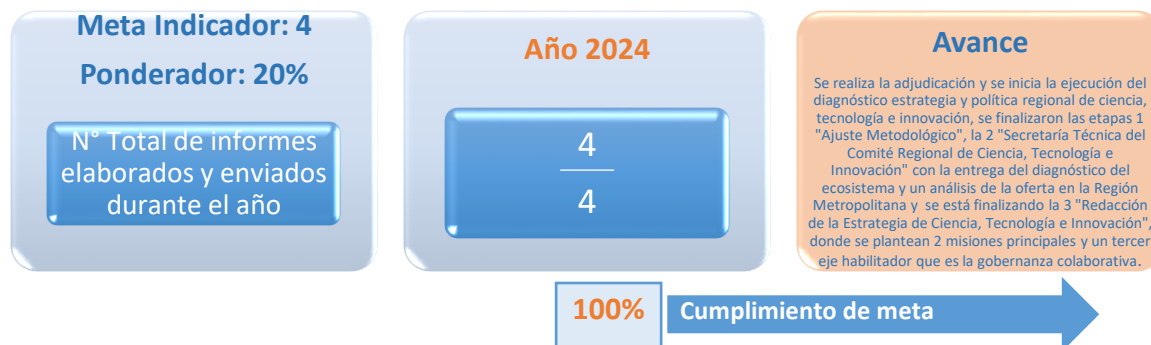 Meta Indicador: 4
Ponderador: 20%
N° Total de informes
elaborados y enviados
durante el año
Año 2024
4
4
Avance
Se realiza la adjudicación y se inicia la ejecución del
diagnóstico estrategia y política regional de ciencia,
tecnología e innovación, se finalizaron las etapas 1
"Ajuste Metodológico", la 2 "Secretaría Técnica del
Comité Regional de Ciencia, Tecnología e
Innovación" con la entrega del diagnóstico del
ecosistema y un análisis de la oferta en la Región
Metropolitana y se está finalizando la 3 "Redacción
de la Estrategia de Ciencia, Tecnología e Innovación",
donde se plantean 2 misiones principales y un tercer
eje habilitador que es la gobernanza colaborativa.
100%
Cumplimiento de meta